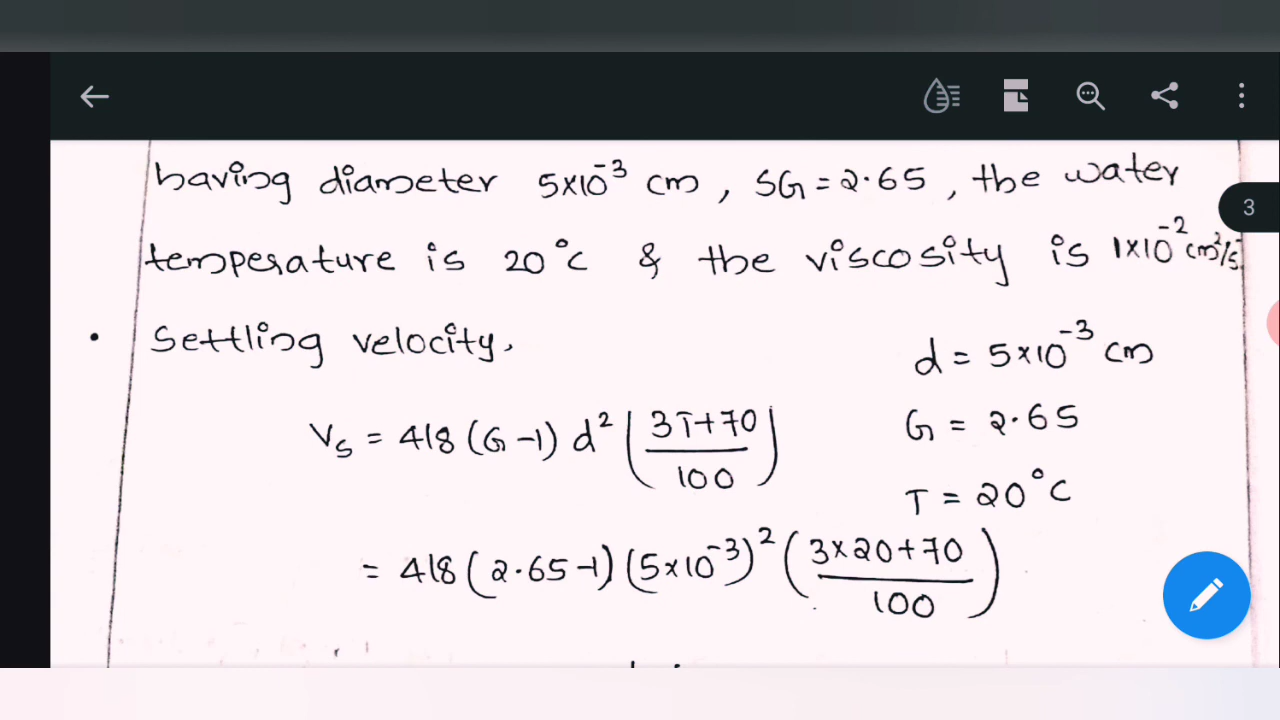 having diameter 5×10⁻³ cm, SG = 2.65, the water
3
temperature is 20°C & the viscosity is 1×10⁻² cm²/s.
• Settling velocity.
d = 5×10⁻³ cm
Vs = 418 (G-1) d² (3T+70/100)
G = 2.65
T = 20°C
= 418 (2.65-1) (5×10⁻³)² (3×20+70/100)